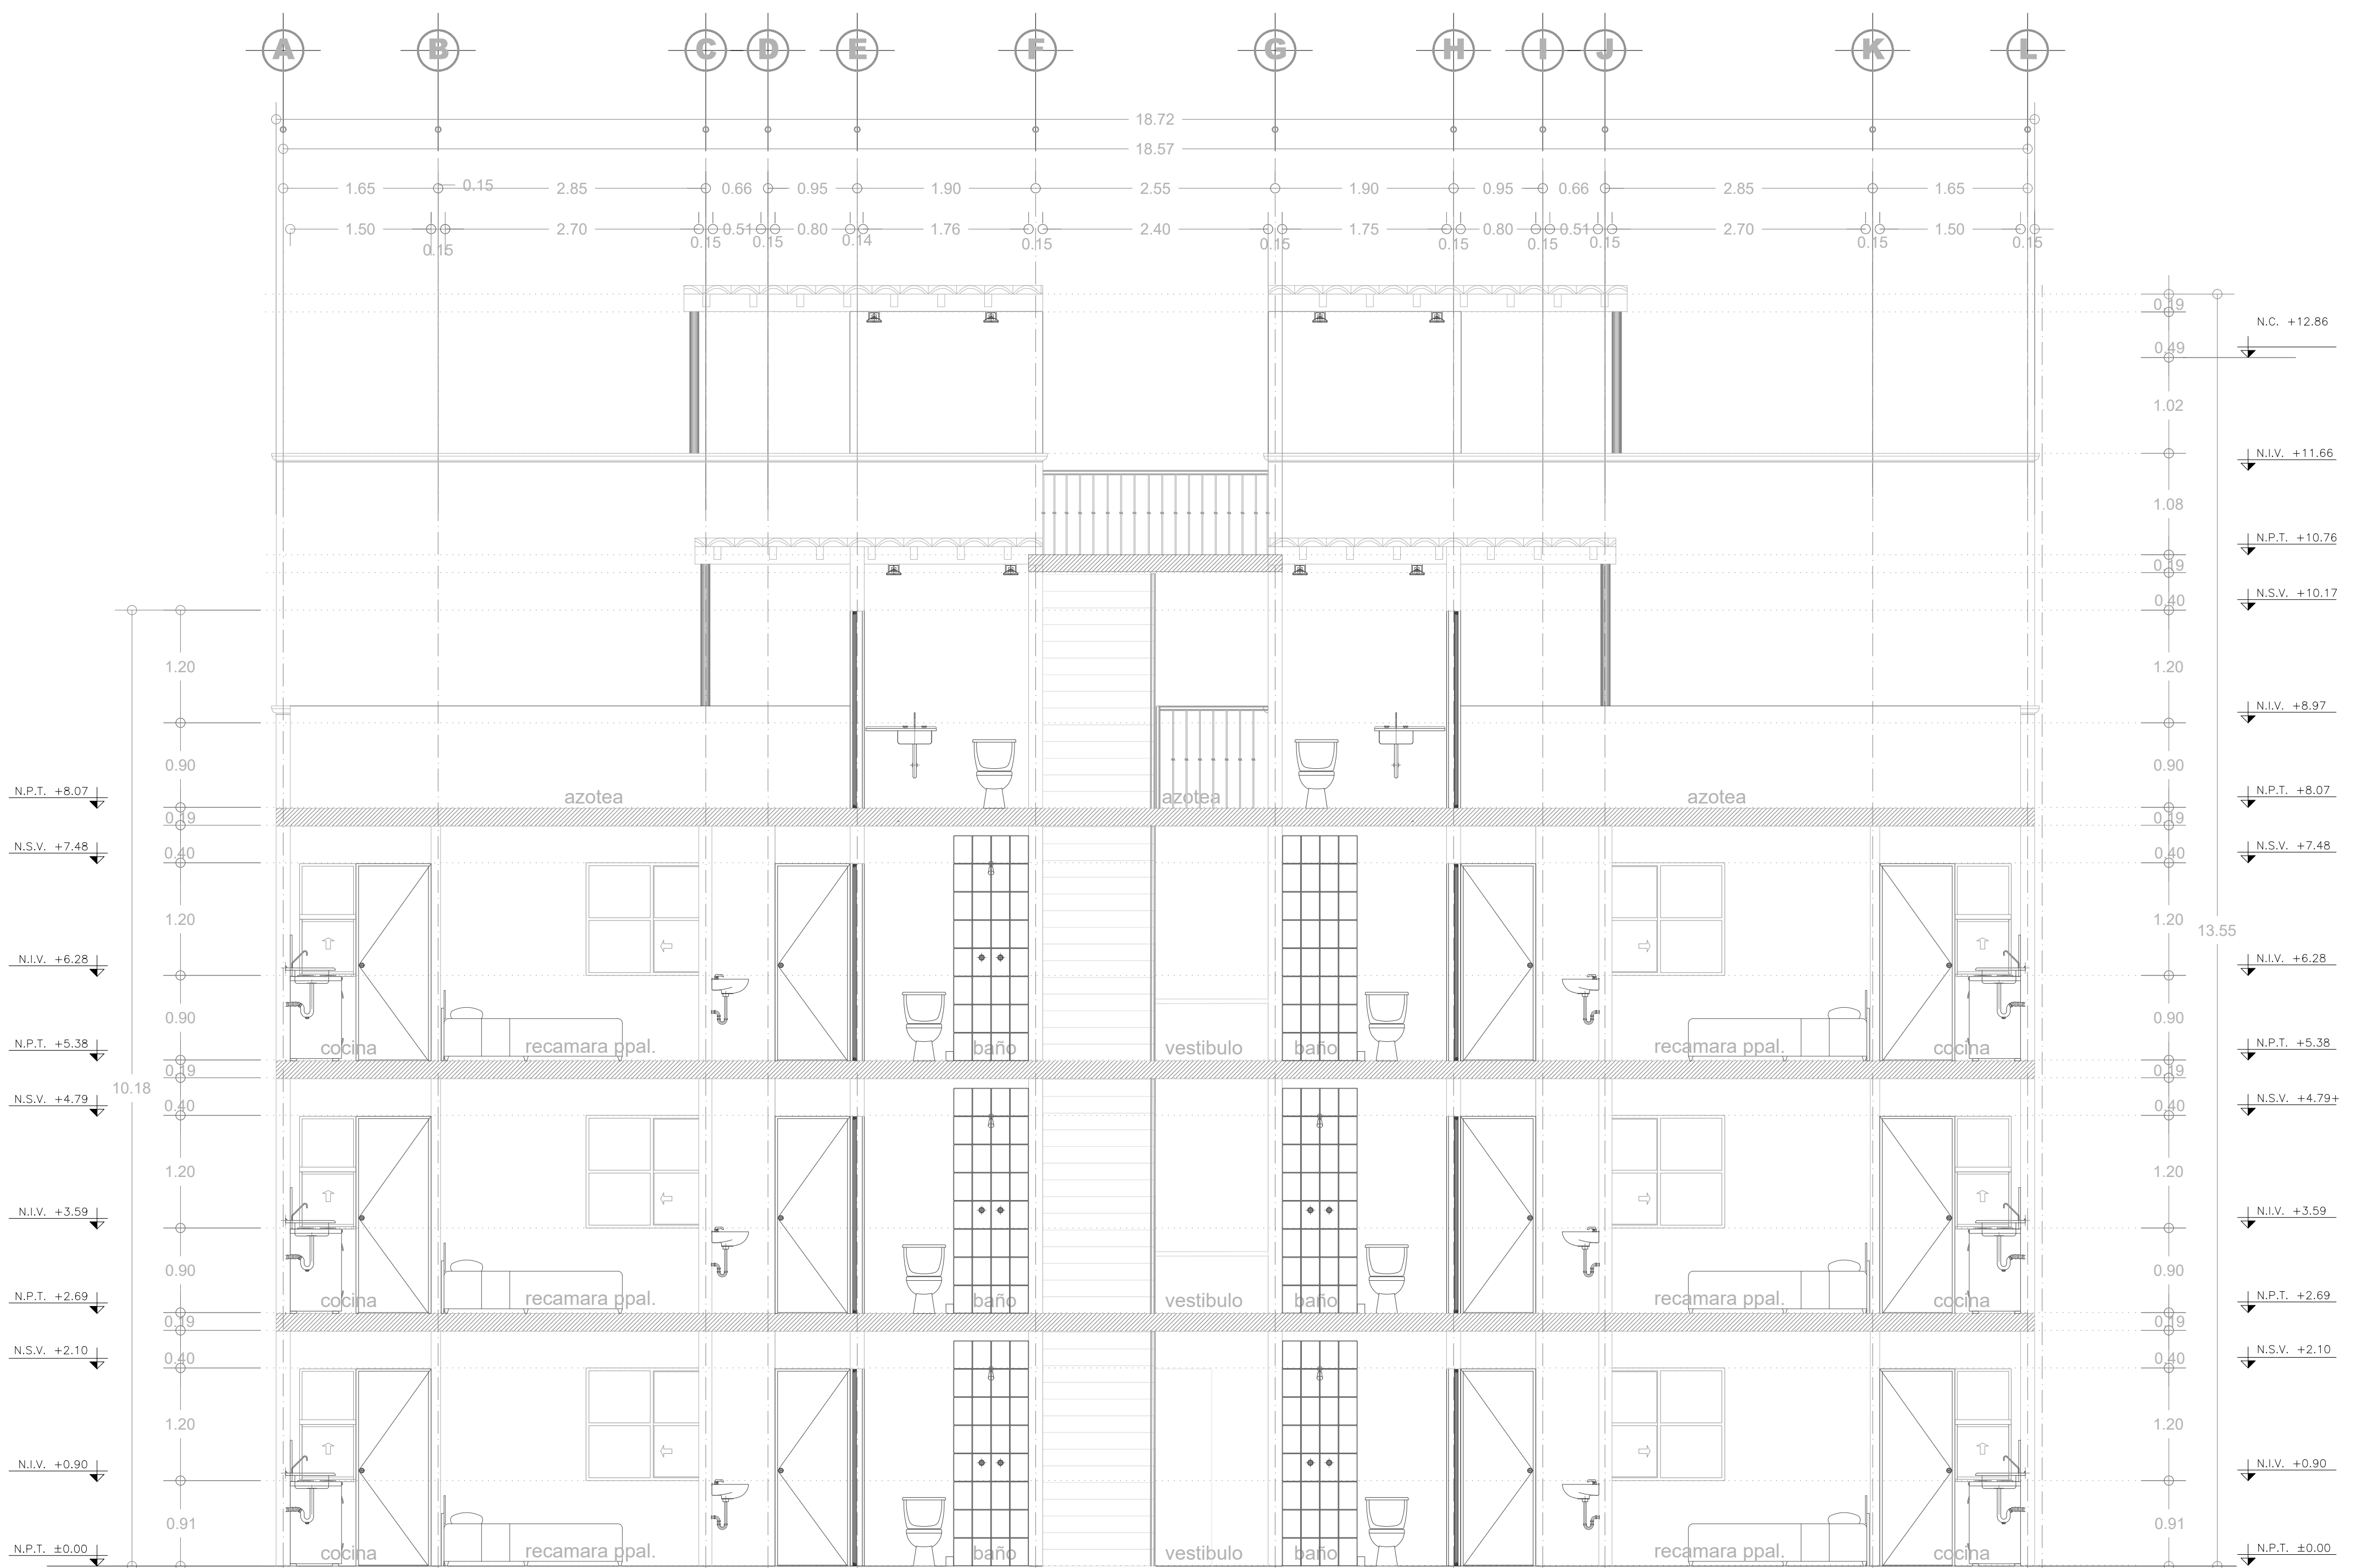 A B C D E F G H I J K L
18.72
18.57
1.65 0.15 2.85 0.66 0.95 1.90 2.55 1.90 0.95 0.66 2.85 1.65
1.50 2.70 0.51 0.80 1.76 2.40 1.75 0.80 0.51 2.70 1.50
0.15 0.15 0.15 0.14 0.15 0.15 0.15 0.15 0.15 0.15 0.15
0.19
N.C. +12.86
0.49
1.02
N.I.V. +11.66
1.08
N.P.T. +10.76
0.19
N.S.V. +10.17
0.40
1.20 1.20
N.I.V. +8.97
0.90 0.90
N.P.T. +8.07 azotea azotea azotea N.P.T. +8.07
0.19 0.19
N.S.V. +7.48 N.S.V. +7.48
0.40 0.40
1.20 1.20
13.55
N.I.V. +6.28 N.I.V. +6.28
0.90 0.90
N.P.T. +5.38 cocina recamara ppal. baño vestibulo baño recamara ppal. cocina N.P.T. +5.38
0.19 0.19
10.18
N.S.V. +4.79 N.S.V. +4.79+
0.40 0.40
1.20 1.20
N.I.V. +3.59 N.I.V. +3.59
0.90 0.90
N.P.T. +2.69 cocina recamara ppal. baño vestibulo baño recamara ppal. cocina N.P.T. +2.69
0.19 0.19
N.S.V. +2.10 N.S.V. +2.10
0.40 0.40
1.20 1.20
N.I.V. +0.90 N.I.V. +0.90
0.91 0.91
N.P.T. ±0.00 cocina recamara ppal. baño vestibulo baño recamara ppal. cocina N.P.T. ±0.00